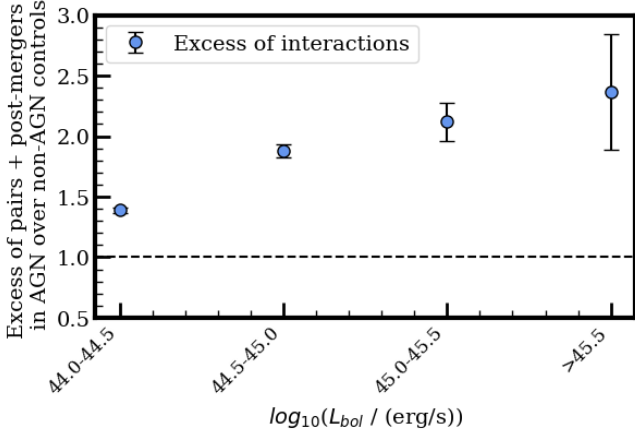 Excess of pairs + post-mergers
in AGN over non-AGN controls
3.0
2.5
2.0
1.5
1.0
0.5
Excess of interactions
44.0-44.5
44.5-45.0
45.0-45.5
>45.5
log₁₀(L_bol / (erg/s))